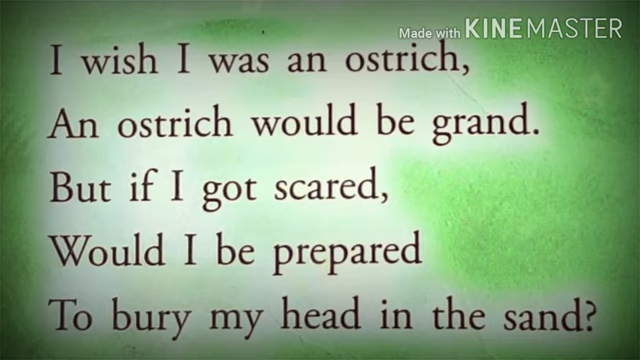 Made with KINEMASTER
I wish I was an ostrich,
An ostrich would be grand.
But if I got scared,
Would I be prepared
To bury my head in the sand?